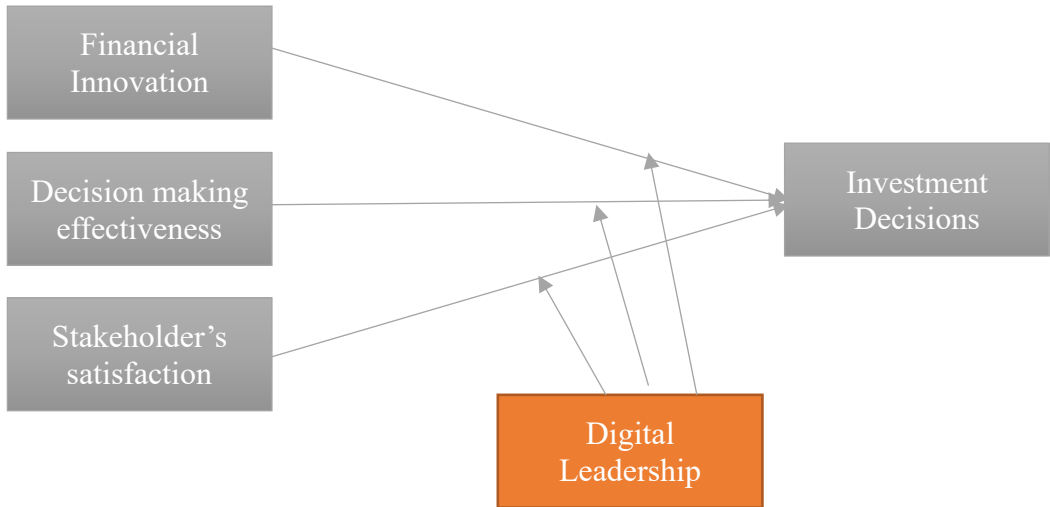 Financial
Innovation
Decision making
effectiveness
Stakeholder’s
satisfaction
Investment
Decisions
Digital
Leadership